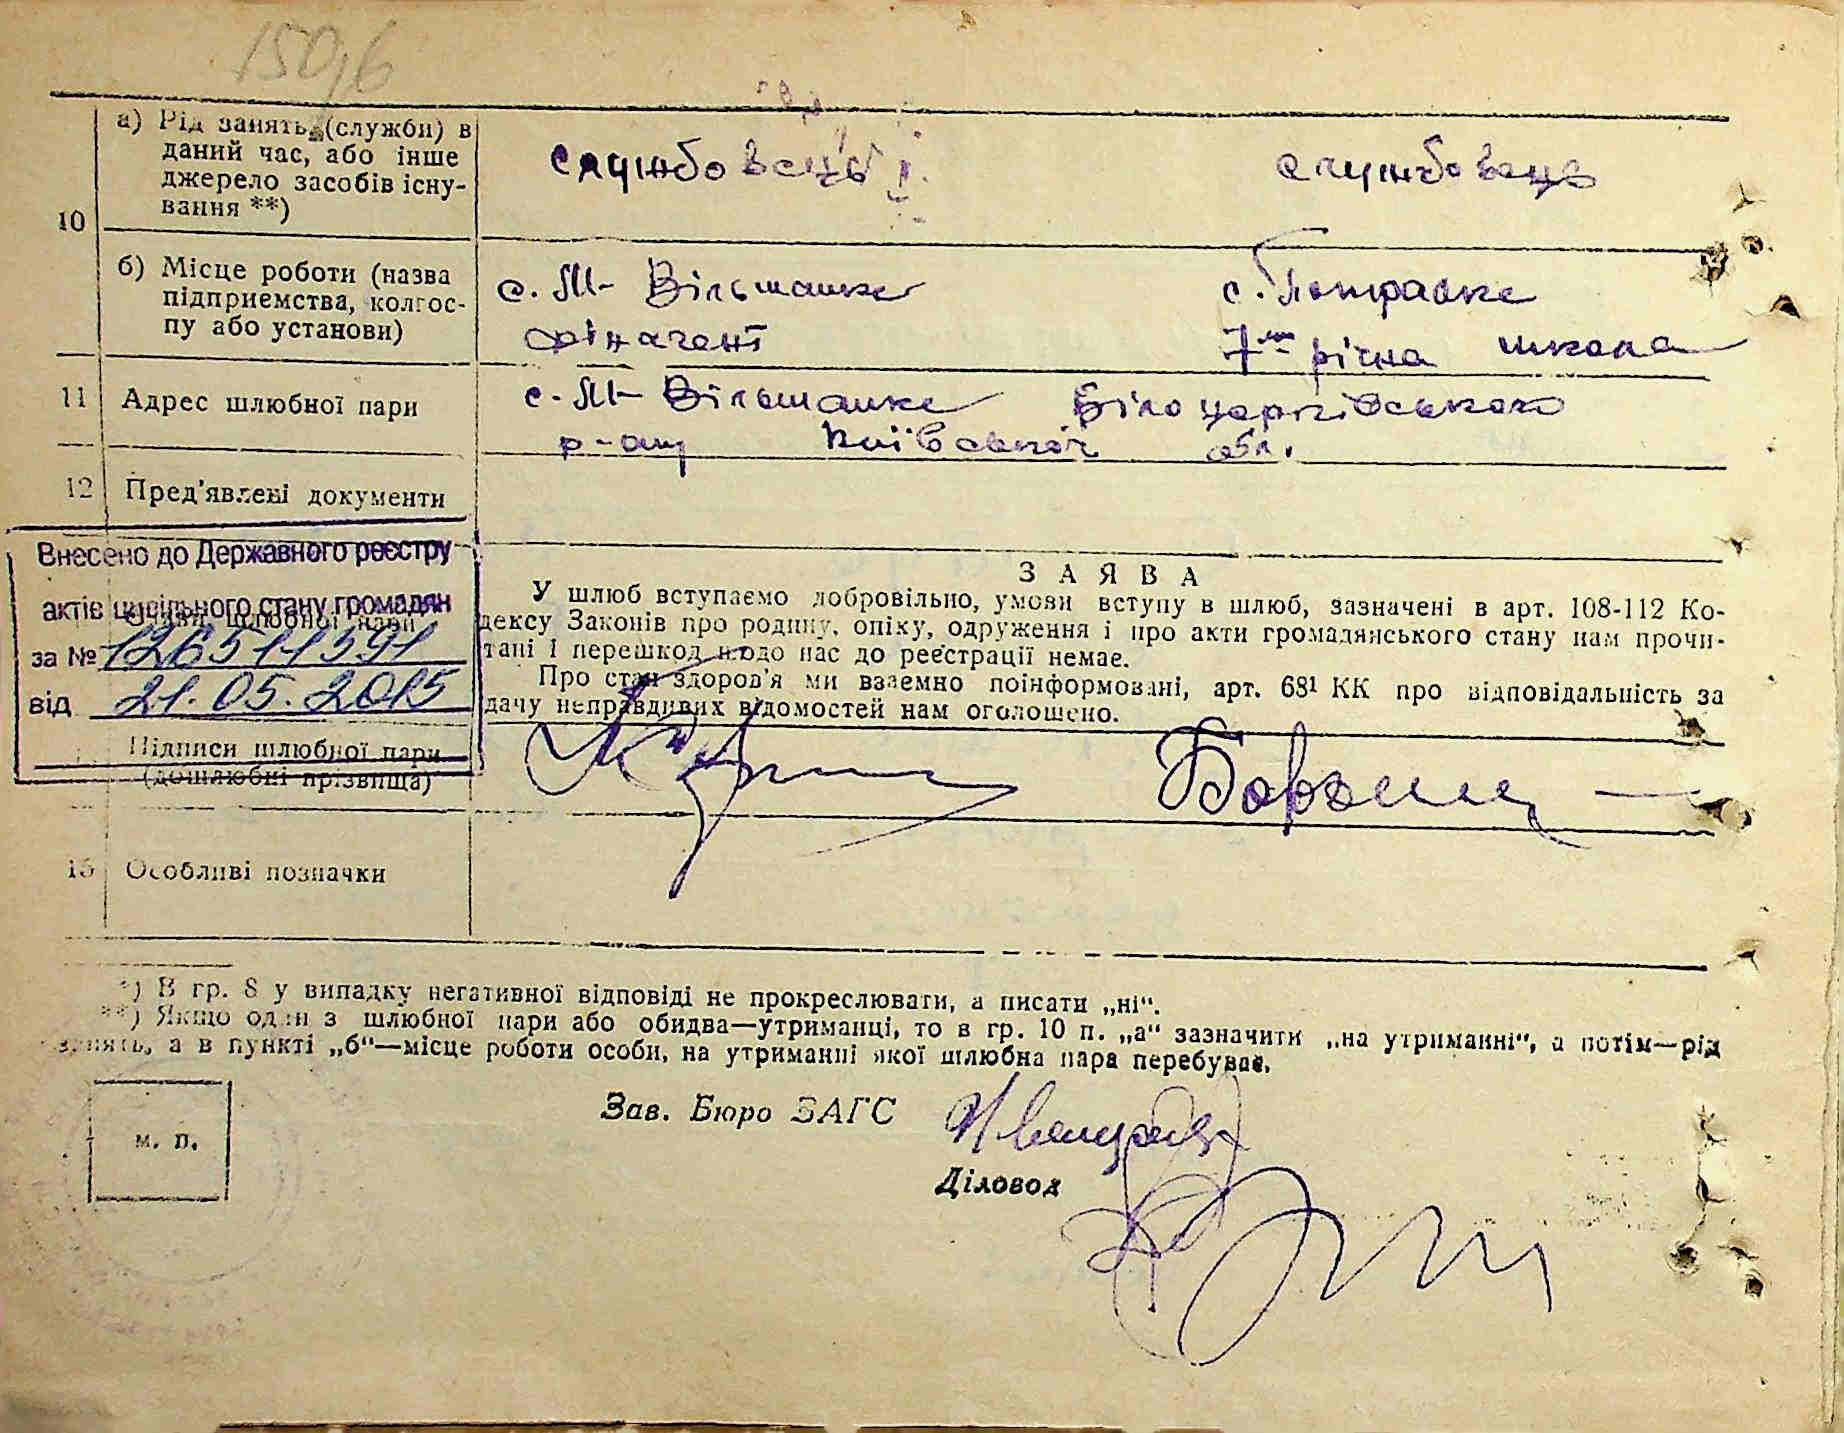 150,6
10
а) Рід занять (служби) в
даний час, або інше
джерело засобів існу-
вання **)
службовець
службовець
б) Місце роботи (назва
підприемства, колгос-
пу або установи)
с. М- Вільшанка
фінагент
с. Потравка
7ми річна школа
11 Адрес шлюбної пари
с. М- Вільшанка Білоцерківського
р-ну Київської обл.
12 Пред'явлені документи
Внесено до Державного реєстру
актів цивільного стану громадян
за № 126511591
від 21.05.2015
шлюбної пари
ЗАЯВА
У шлюб вступаємо добровільно, умови вступу в шлюб, зазначені в арт. 108-112 Ко-
дексу Законів про родину, опіку, одруження і про акти громадянського стану нам прочи-
тані і перешкод щодо нас до реєстрації немає.
Про стан здоров'я ми взаємно поінформовані, арт. 68¹ КК про відповідальність за
дачу неправдивих відомостей нам оголошено.
Підписи шлюбної пари
(дошлюбні прізвища)
15 Особливі позначки
*) В гр. 8 у випадку негативної відповіді не прокреслювати, а писати „ні“.
**) Якщо один з шлюбної пари або обидва—утриманці, то в гр. 10 п. „а“ зазначити „на утриманні“, а потім—рід
занять, а в пункті „б“—місце роботи особи, на утриманні якої шлюбна пара перебуває.
м. п.
Зав. Бюро ЗАГС
Діловод